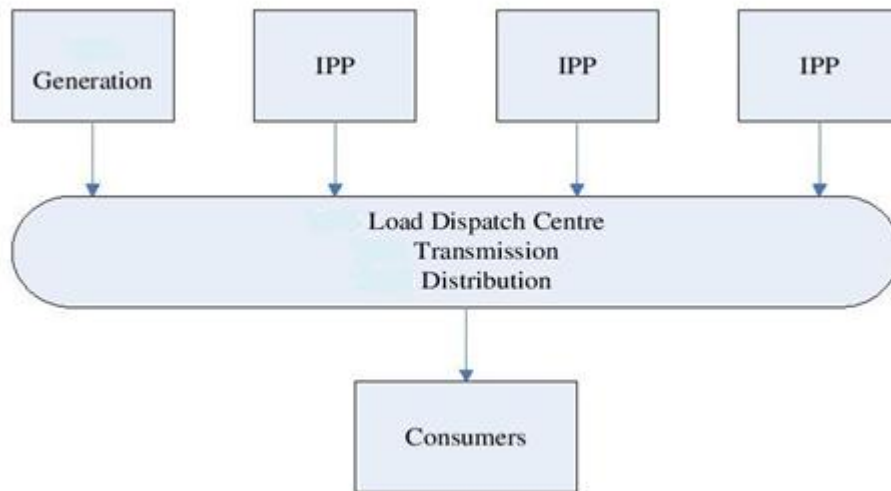 Generation
IPP
IPP
IPP
Load Dispatch Centre
Transmission
Distribution
Consumers